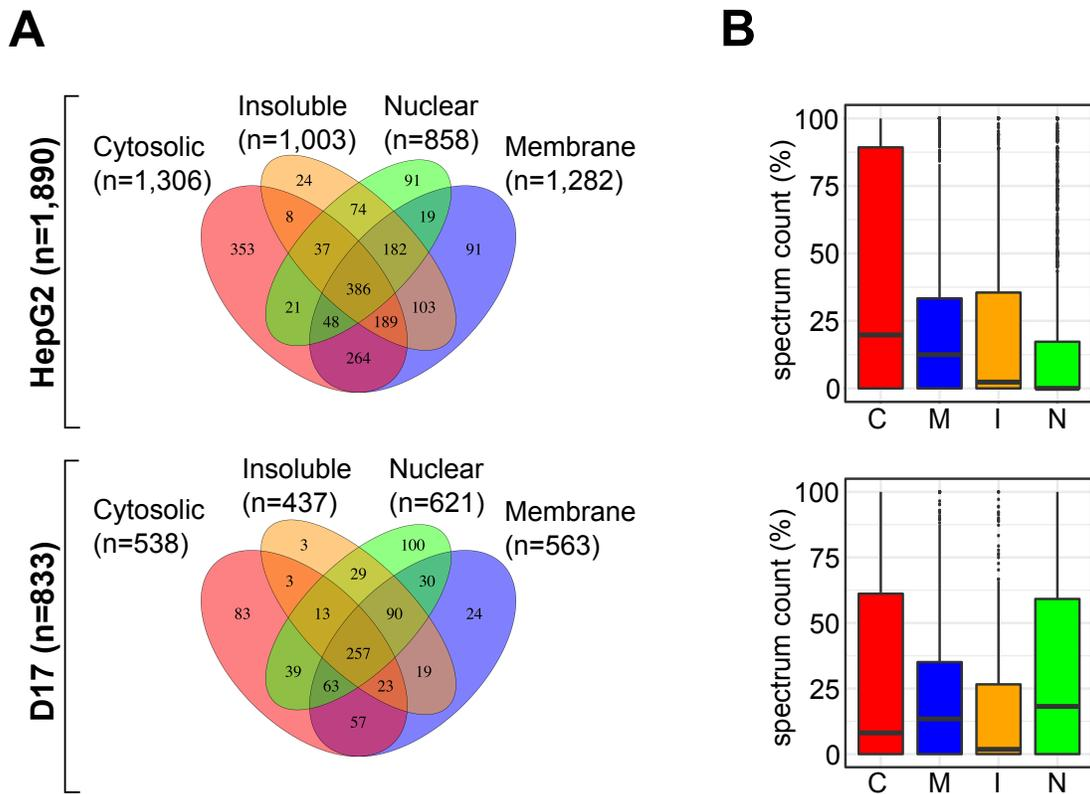 A
HepG2 (n=1,890)
Cytosolic
(n=1,306)
Insoluble
(n=1,003)
Nuclear
(n=858)
Membrane
(n=1,282)
24
91
8
74
19
353
37
182
91
386
21
48
189
103
264
D17 (n=833)
Cytosolic
(n=538)
Insoluble
(n=437)
Nuclear
(n=621)
Membrane
(n=563)
3
100
3
29
30
83
13
90
24
257
39
63
23
19
57
B
spectrum count (%)
100
75
50
25
0
C M I N
spectrum count (%)
100
75
50
25
0
C M I N